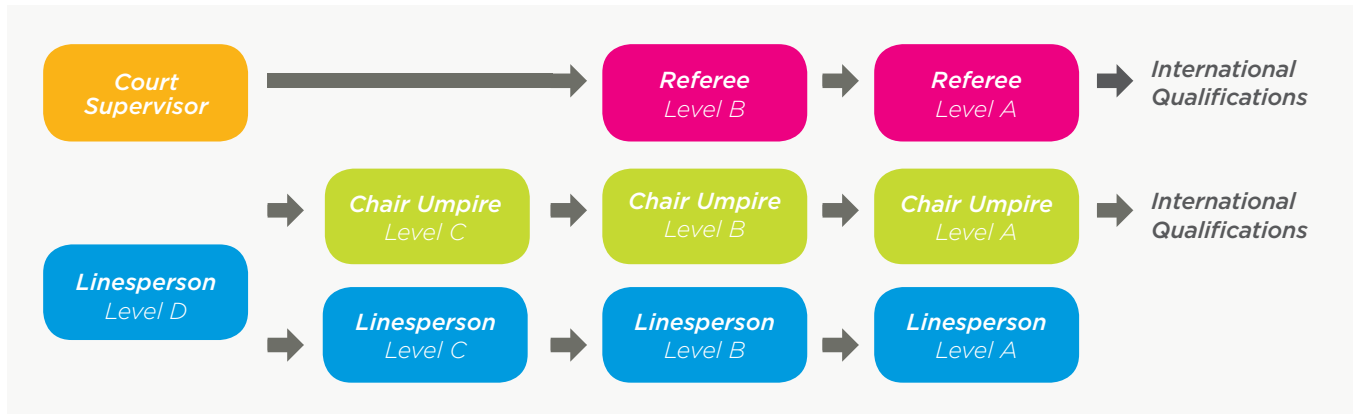 Court
Supervisor
Referee
Level B
Referee
Level A
International
Qualifications
Chair Umpire
Level C
Chair Umpire
Level B
Chair Umpire
Level A
International
Qualifications
Linesperson
Level D
Linesperson
Level C
Linesperson
Level B
Linesperson
Level A